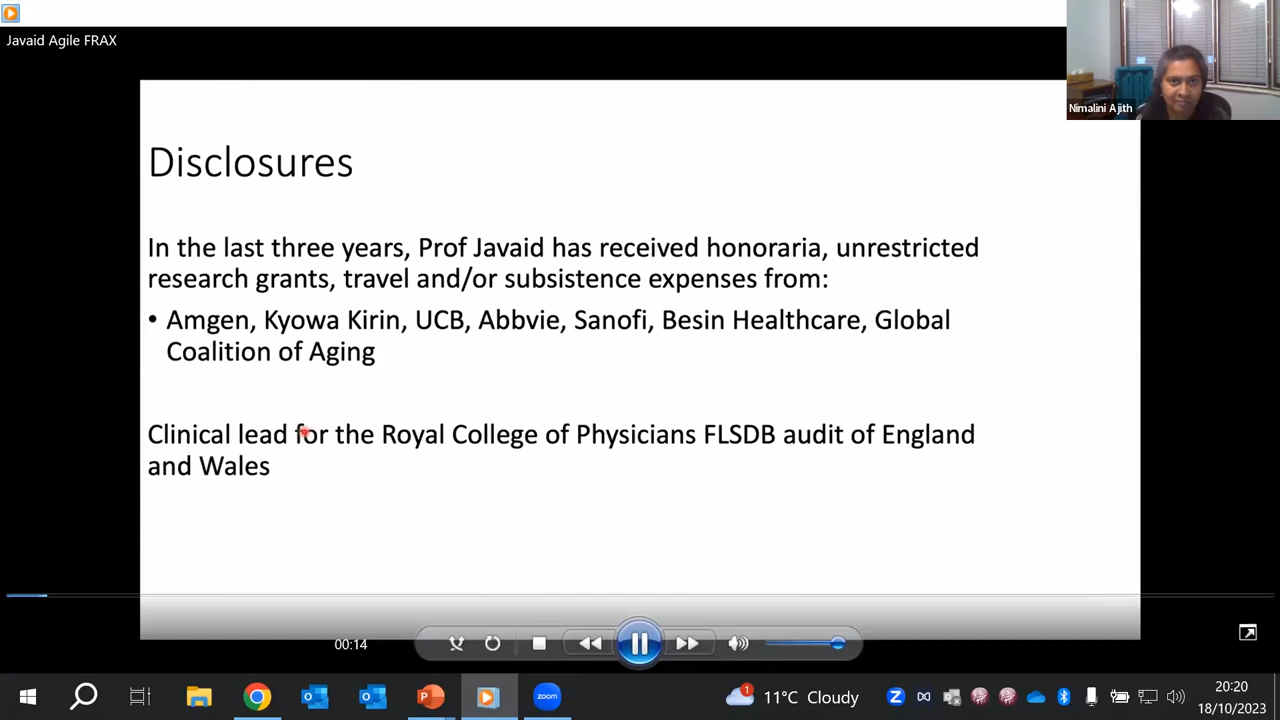 Javaid Agile FRAX
Nimalini Ajith
Disclosures
In the last three years, Prof Javaid has received honoraria, unrestricted
research grants, travel and/or subsistence expenses from:
• Amgen, Kyowa Kirin, UCB, Abbvie, Sanofi, Besin Healthcare, Global
Coalition of Aging
Clinical lead for the Royal College of Physicians FLSDB audit of England
and Wales
00:14
zoom
1
11°C Cloudy
Z
20:20
18/10/2023